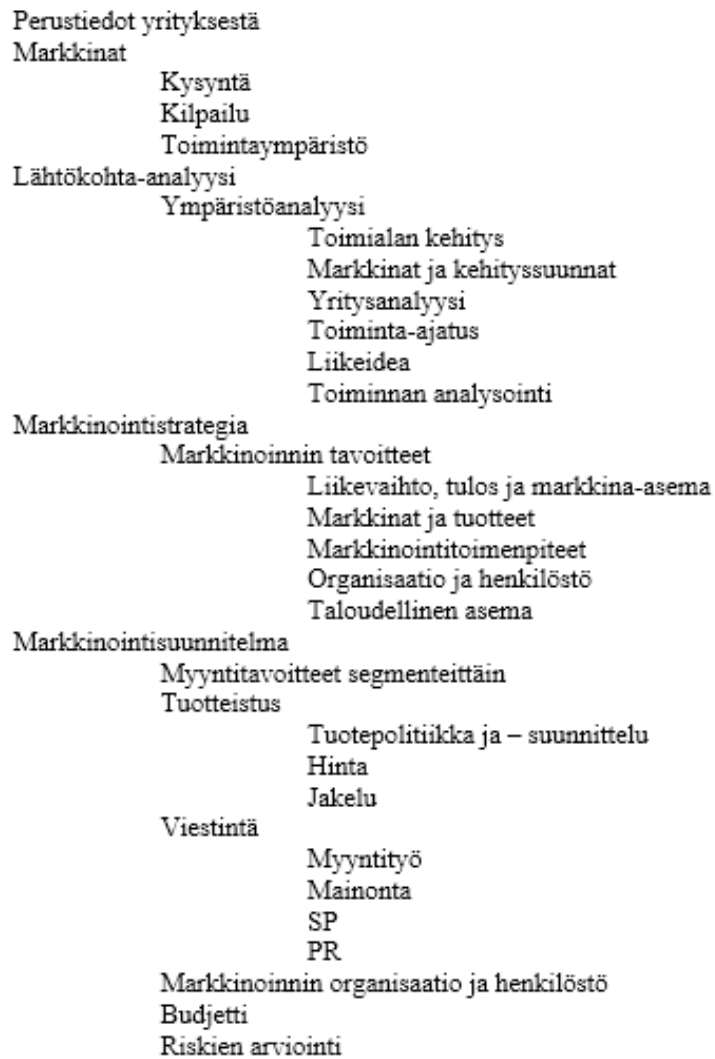 Perustiedot yrityksestä
Markkinat
Kysyntä
Kilpailu
Toimintaympäristö
Lähtökohta-analyysi
Ympäristöanalyysi
Toimialan kehitys
Markkinat ja kehityssuunnat
Yritysanalyysi
Toiminta-ajatus
Liikeidea
Toiminnan analysointi
Markkinointistrategia
Markkinoinnin tavoitteet
Liikevaihto, tulos ja markkina-asema
Markkinat ja tuotteet
Markkinointitoimenpiteet
Organisaatio ja henkilöstö
Taloudellinen asema
Markkinointisuunnitelma
Myyntitavoitteet segmenteittäin
Tuotteistus
Tuotepolitiikka ja – suunnittelu
Hinta
Jakelu
Viestintä
Myyntityö
Mainonta
SP
PR
Markkinoinnin organisaatio ja henkilöstö
Budjetti
Riskien arviointi